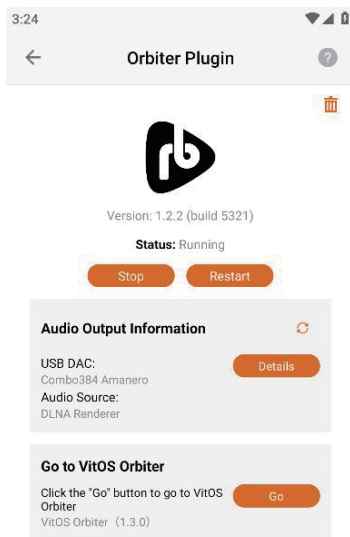 3:24
Orbiter Plugin
?
rb
Version: 1.2.2 (build 5321)
Status: Running
Stop
Restart
Audio Output Information
USB DAC:
Details
Combo384 Amanero
Audio Source:
DLNA Renderer
Go to VitOS Orbiter
Click the "Go" button to go to VitOS
Orbiter
Go
VitOS Orbiter（1.3.0）